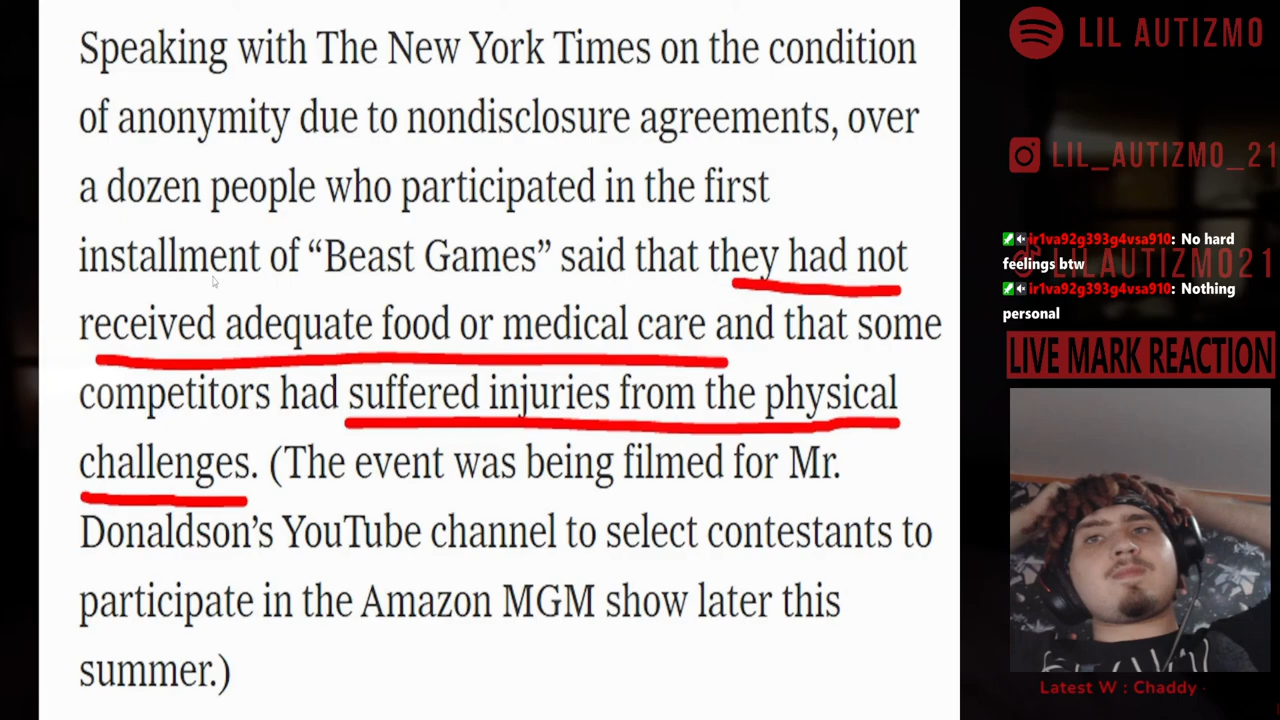 Speaking with The New York Times on the condition
of anonymity due to nondisclosure agreements, over
a dozen people who participated in the first
installment of “Beast Games” said that they had not
received adequate food or medical care and that some
competitors had suffered injuries from the physical
challenges. (The event was being filmed for Mr.
Donaldson’s YouTube channel to select contestants to
participate in the Amazon MGM show later this
summer.)
LIL AUTIZMO
LIL_AUTIZMO_21
ir1va92g393g4vsa910: No hard
feelings btw
LILAUTIZMO21
ir1va92g393g4vsa910: Nothing
personal
LIVE MARK REACTION
Latest W : Chaddy